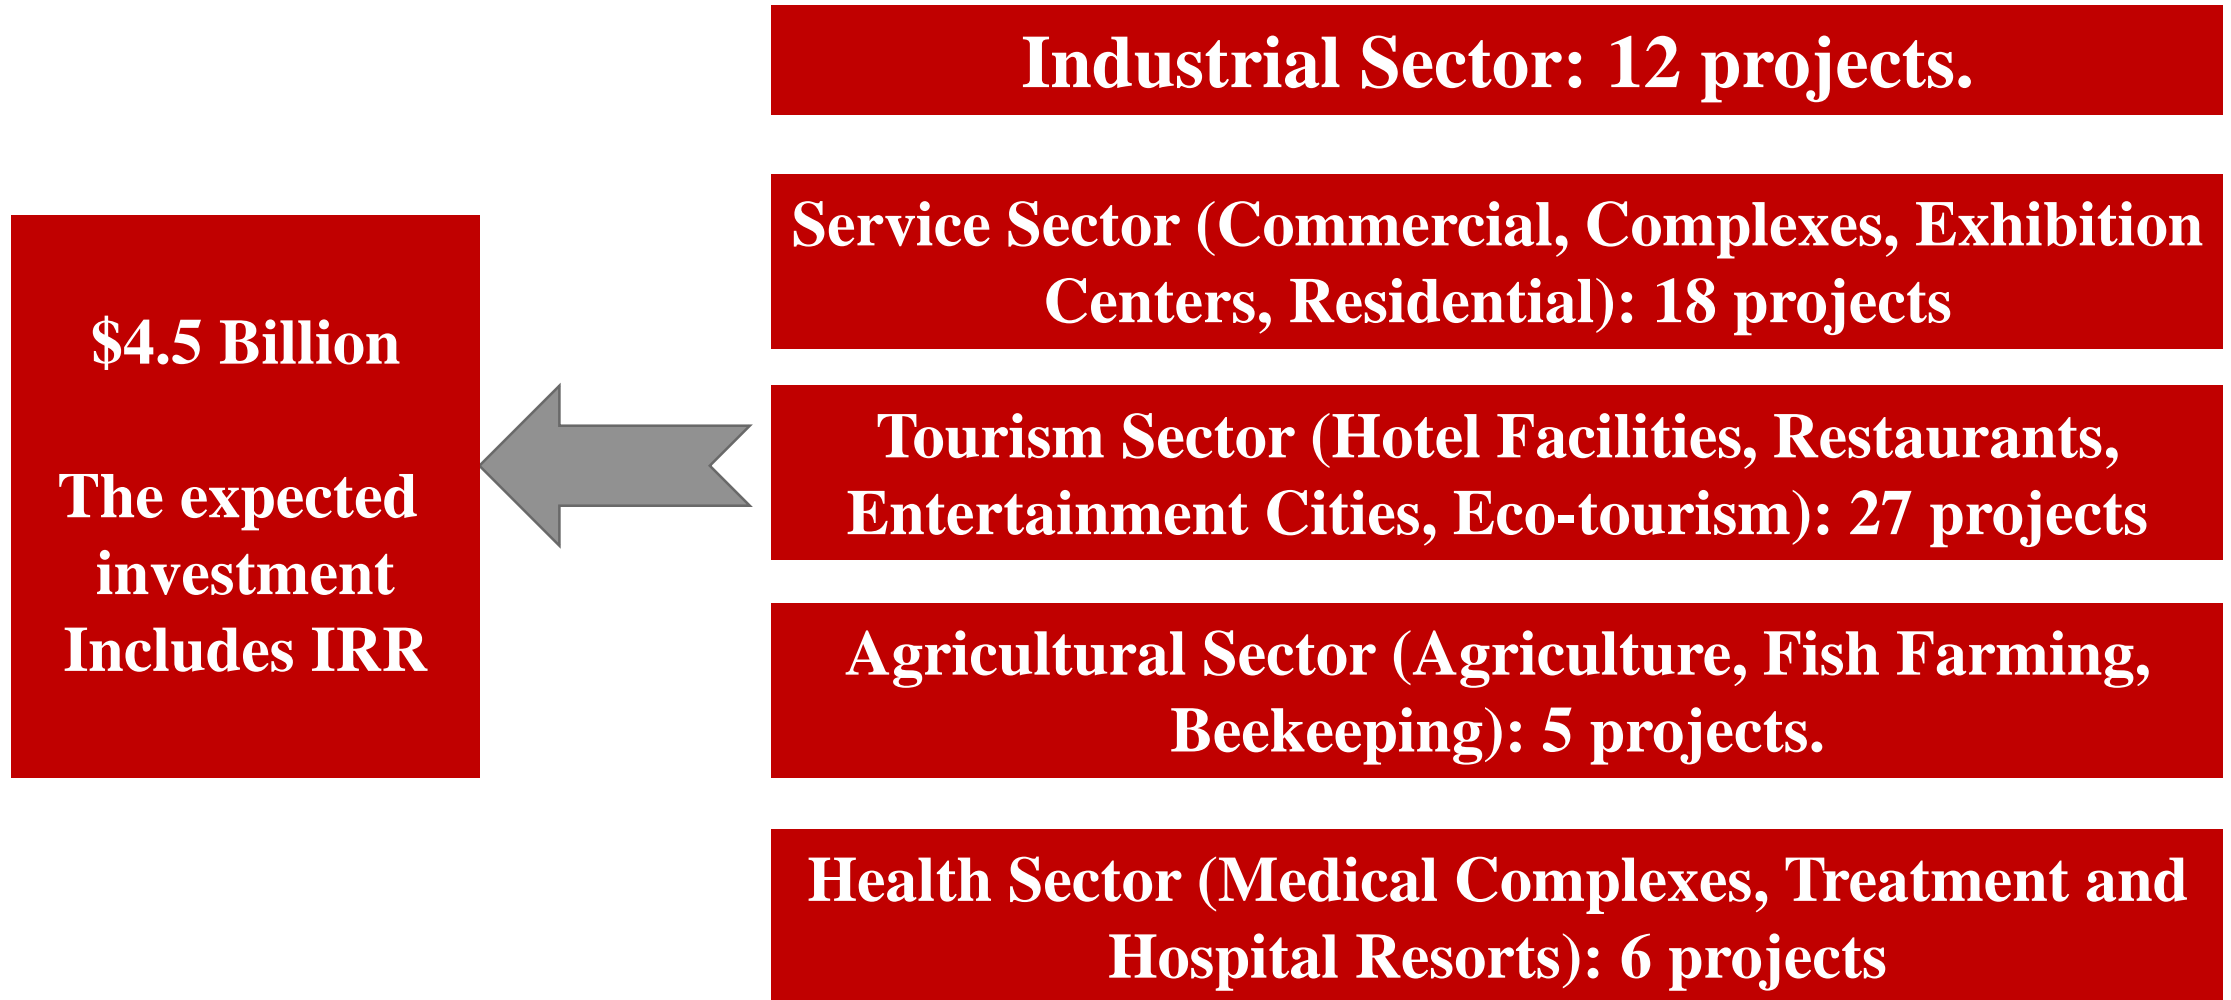 Industrial Sector: 12 projects.
Service Sector (Commercial, Complexes, Exhibition
Centers, Residential): 18 projects
$4.5 Billion
The expected
investment
Includes IRR
Tourism Sector (Hotel Facilities, Restaurants,
Entertainment Cities, Eco-tourism): 27 projects
Agricultural Sector (Agriculture, Fish Farming,
Beekeeping): 5 projects.
Health Sector (Medical Complexes, Treatment and
Hospital Resorts): 6 projects